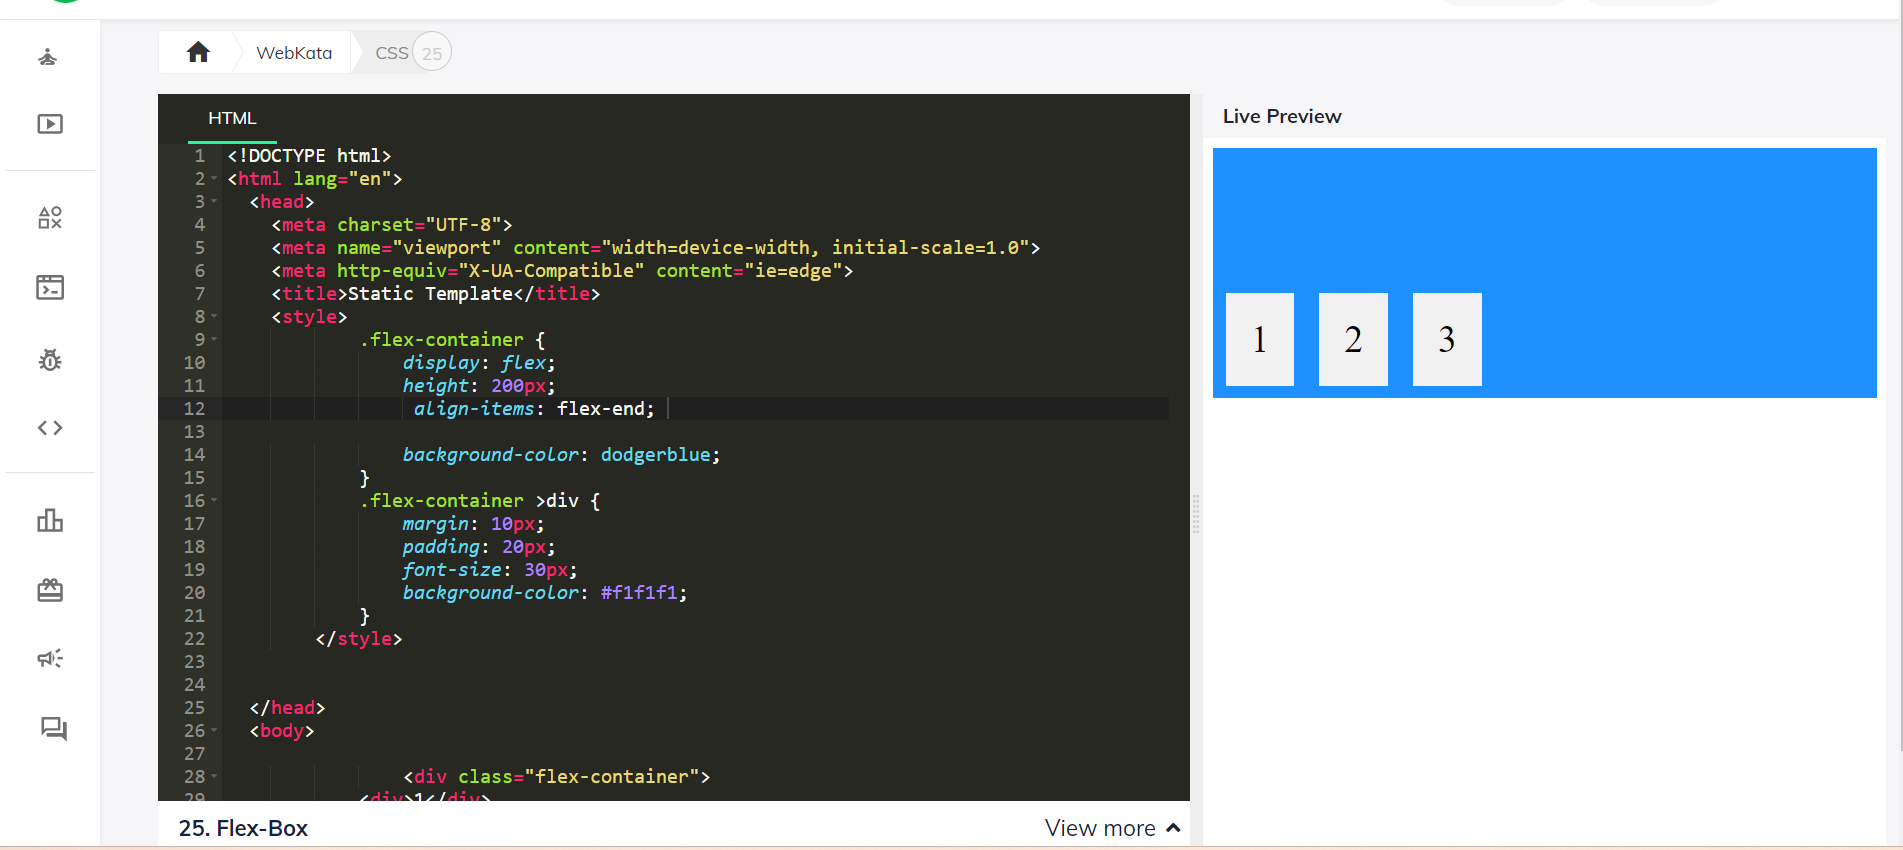 WebKata
CSS 25
HTML
1 <!DOCTYPE html>
2 <html lang="en">
3 <head>
4 <meta charset="UTF-8">
5 <meta name="viewport" content="width=device-width, initial-scale=1.0">
6 <meta http-equiv="X-UA-Compatible" content="ie=edge">
7 <title>Static Template</title>
8 <style>
9 .flex-container {
10 display: flex;
11 height: 200px;
12 align-items: flex-end;
13
14 background-color: dodgerblue;
15 }
16 .flex-container >div {
17 margin: 10px;
18 padding: 20px;
19 font-size: 30px;
20 background-color: #f1f1f1;
21 }
22 </style>
23
24
25 </head>
26 <body>
27
28 <div class="flex-container">
29 <div>1</div>
25. Flex-Box
View more
Live Preview
1 2 3